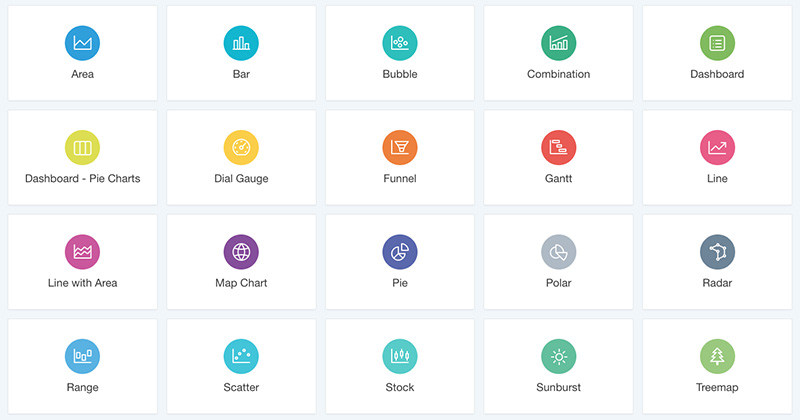 Area
Bar
Bubble
Combination
Dashboard
Dashboard - Pie Charts
Dial Gauge
Funnel
Gantt
Line
Line with Area
Map Chart
Pie
Polar
Radar
Range
Scatter
Stock
Sunburst
Treemap